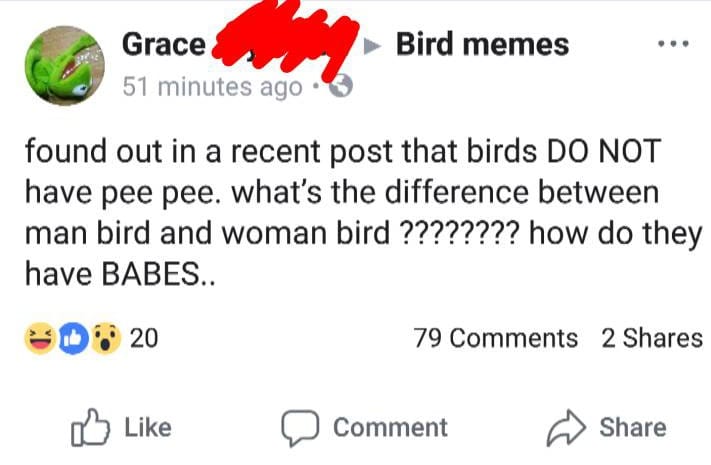 Grace Bird memes
51 minutes ago
found out in a recent post that birds DO NOT
have pee pee. what's the difference between
man bird and woman bird ???????? how do they
have BABES..
20 79 Comments 2 Shares
Like Comment Share